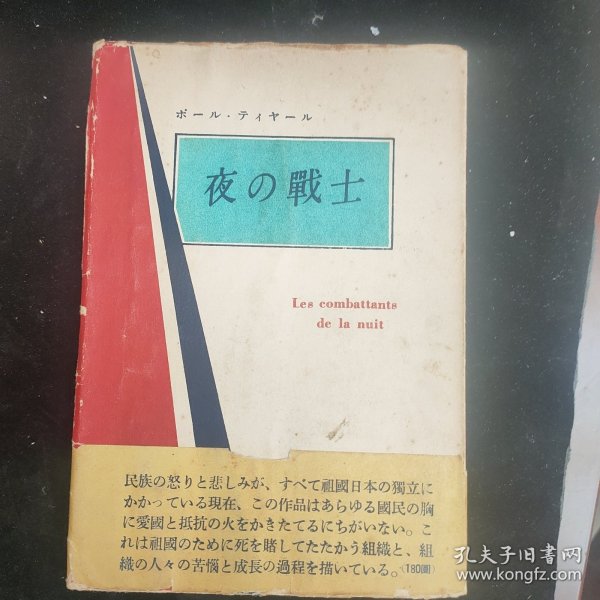 ポール・ティヤール
夜の戰士
Les combattants
de la nuit
民族の怒りと悲しみが、すべて祖國日本の獨立に
かかっている現在、この作品はあらゆる國民の胸
に愛國と抵抗の火をかきたてるにちがいない。こ
れは祖國のために死を賭してたたかう組織と、組
織の人々の苦惱と成長の過程を描いている。(180圓)
孔夫子旧书网
www.kongfz.com